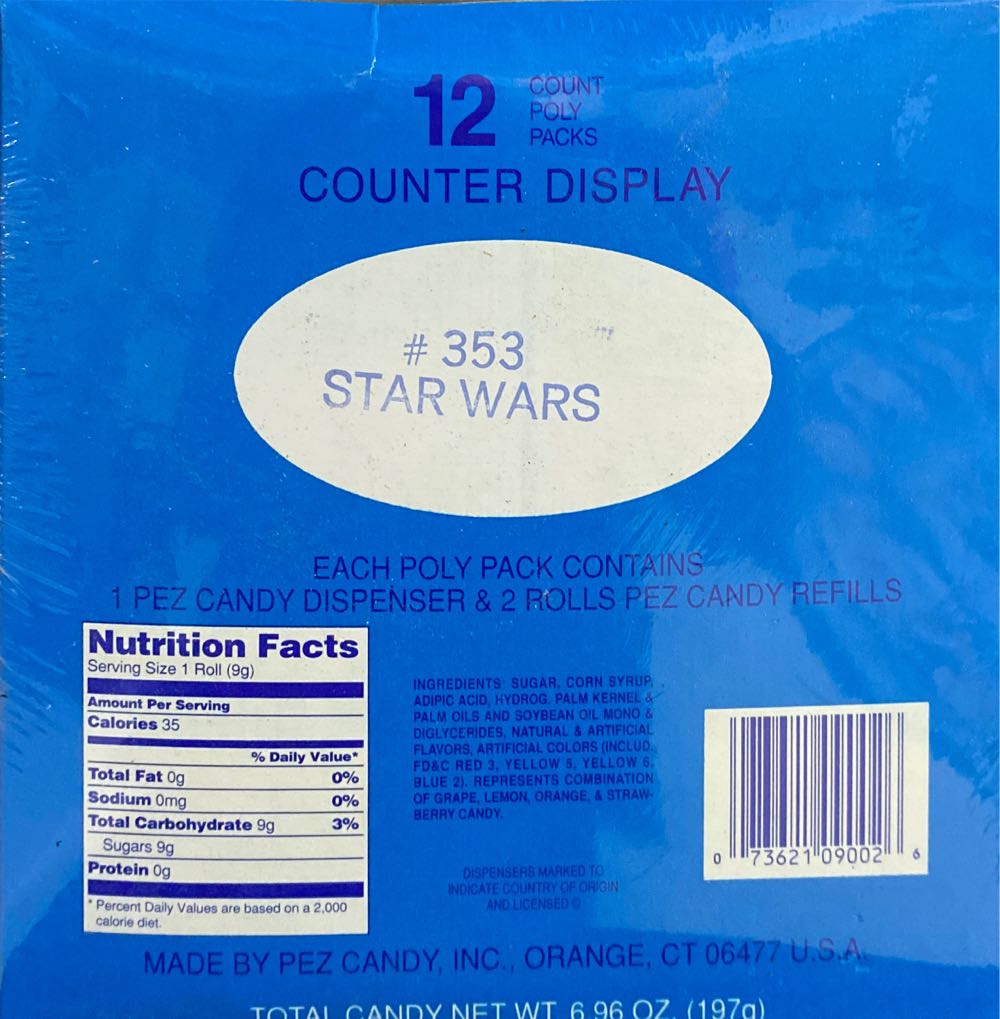 12 COUNT
POLY
PACKS
COUNTER DISPLAY
# 353 ™
STAR WARS
EACH POLY PACK CONTAINS
1 PEZ CANDY DISPENSER & 2 ROLLS PEZ CANDY REFILLS
Nutrition Facts
Serving Size 1 Roll (9g)
Amount Per Serving
Calories 35
% Daily Value*
Total Fat 0g 0%
Sodium 0mg 0%
Total Carbohydrate 9g 3%
Sugars 9g
Protein 0g
* Percent Daily Values are based on a 2,000
calorie diet.
INGREDIENTS: SUGAR, CORN SYRUP,
ADIPIC ACID, HYDROG. PALM KERNEL &
PALM OILS AND SOYBEAN OIL MONO &
DIGLYCERIDES, NATURAL & ARTIFICIAL
FLAVORS, ARTIFICIAL COLORS (INCLUD.
FD&C RED 3, YELLOW 5, YELLOW 6,
BLUE 2). REPRESENTS COMBINATION
OF GRAPE, LEMON, ORANGE, & STRAW-
BERRY CANDY.
DISPENSERS MARKED TO
INDICATE COUNTRY OF ORIGIN
AND LICENSED ©
0 73621 09002 6
MADE BY PEZ CANDY, INC., ORANGE, CT 06477 U.S.A.
TOTAL CANDY NET WT. 6.96 OZ. (197g)